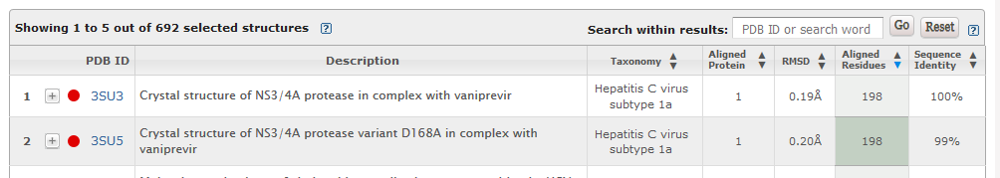 Showing 1 to 5 out of 692 selected structures ?
Search within results: PDB ID or search word Go Reset ?
PDB ID Description Taxonomy Aligned Protein RMSD Aligned Residues Sequence Identity
1 + 3SU3 Crystal structure of NS3/4A protease in complex with vaniprevir Hepatitis C virus subtype 1a 1 0.19Å 198 100%
2 + 3SU5 Crystal structure of NS3/4A protease variant D168A in complex with vaniprevir Hepatitis C virus subtype 1a 1 0.20Å 198 99%